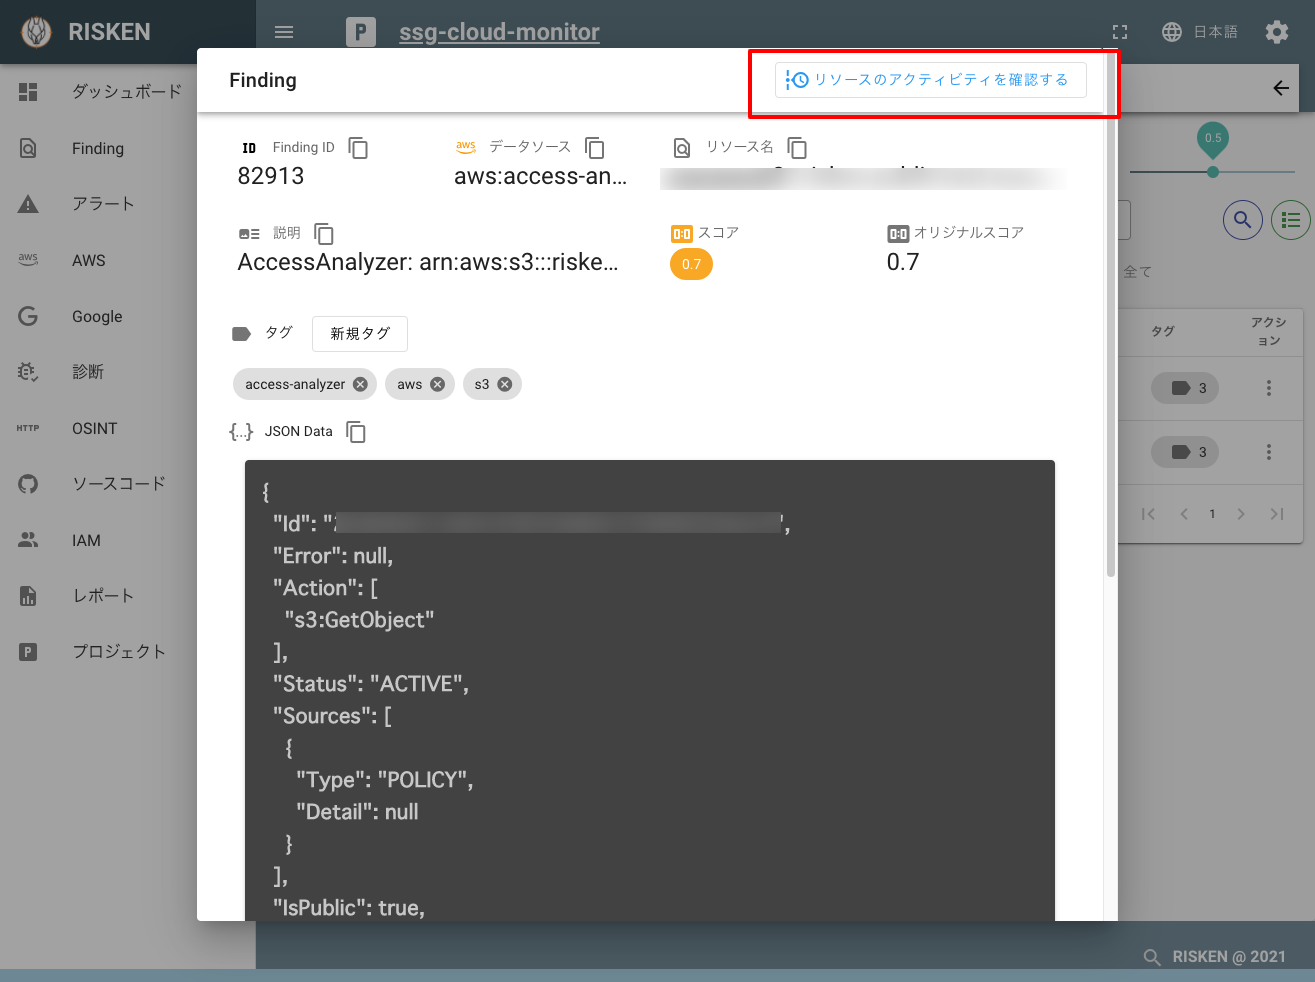 RISKEN
P
ssg-cloud-monitor
日本語
ダッシュボード
Finding
アラート
aws
AWS
Google
診断
HTTP
OSINT
ソースコード
IAM
レポート
P
プロジェクト
Finding
リソースのアクティビティを確認する
ID
Finding ID
aws
データソース
リソース名
82913
aws:access-an...
説明
スコア
オリジナルスコア
AccessAnalyzer: arn:aws:s3:::riske...
0.7
0.7
タグ
新規タグ
access-analyzer
aws
s3
{...}
JSON Data
{
"Id": "
",
"Error": null,
"Action": [
"s3:GetObject"
],
"Status": "ACTIVE",
"Sources": [
{
"Type": "POLICY",
"Detail": null
}
],
"IsPublic": true,
0.5
全て
タグ
アクシ
ョン
3
3
1
RISKEN @ 2021